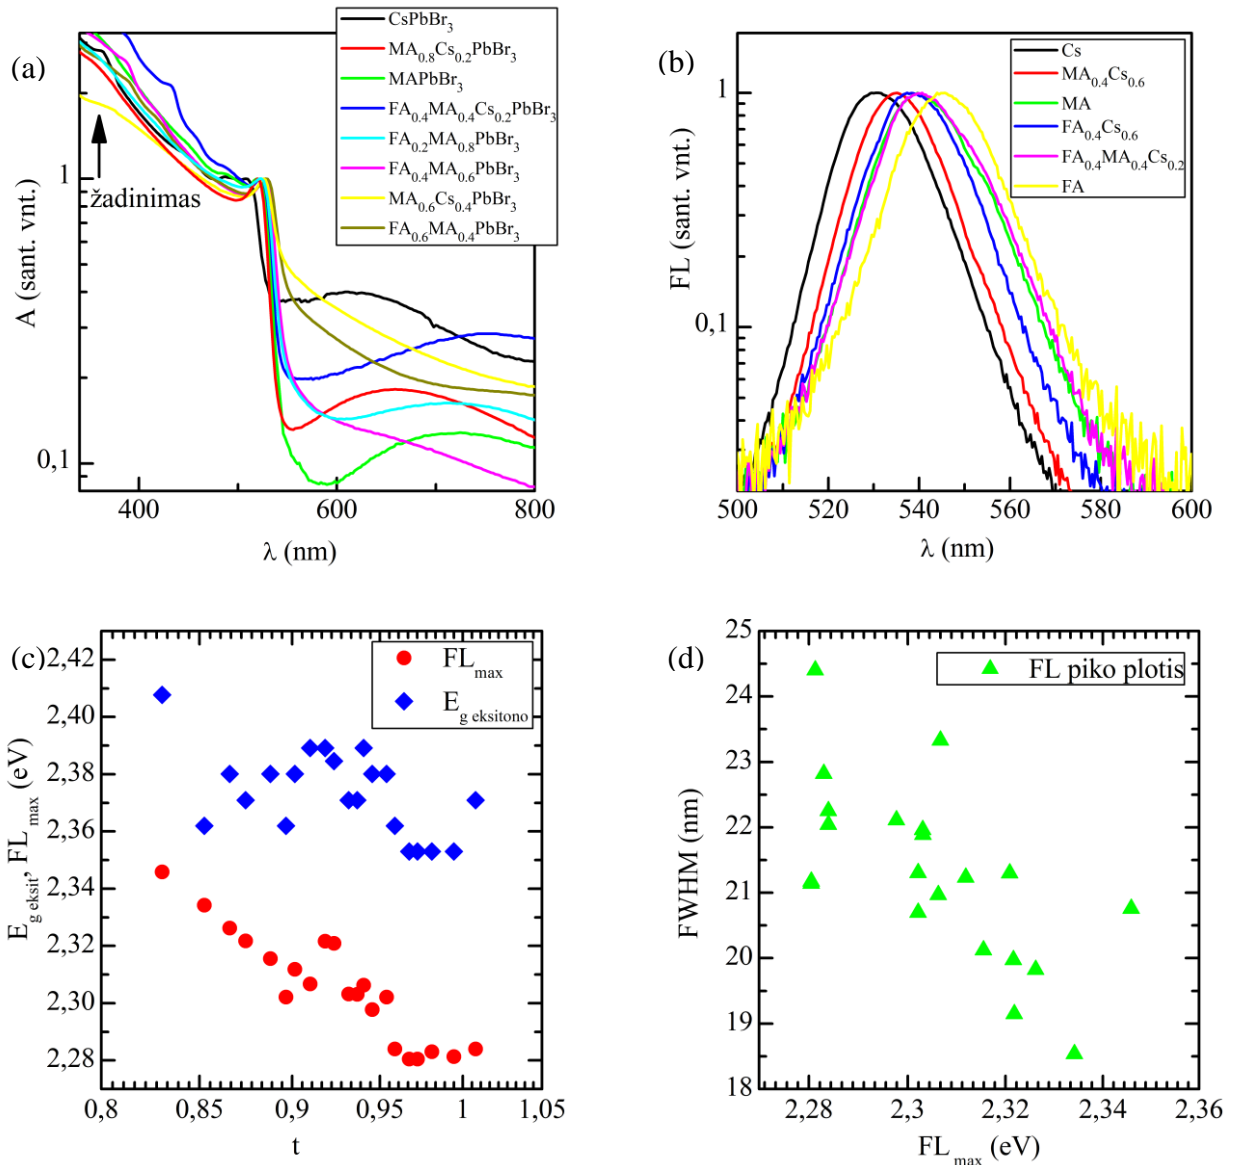 (a)
CsPbBr3
MA0.8Cs0.2PbBr3
MAPbBr3
FA0.4MA0.4Cs0.2PbBr3
FA0.2MA0.8PbBr3
FA0.4MA0.6PbBr3
MA0.6Cs0.4PbBr3
FA0.6MA0.4PbBr3
žadinimas
A (sant. vnt.)
1
0,1
400 600 800
λ (nm)
(b)
Cs
MA0.4Cs0.6
MA
FA0.4Cs0.6
FA0.4MA0.4Cs0.2
FA
FL (sant. vnt.)
1
0,1
500 520 540 560 580 600
λ (nm)
(c)
FLmax
Eg eksitono
Eg eksit, FLmax (eV)
2,42
2,40
2,38
2,36
2,34
2,32
2,30
2,28
0,8 0,85 0,9 0,95 1 1,05
t
(d)
FL piko plotis
FWHM (nm)
25
24
23
22
21
20
19
18
2,28 2,3 2,32 2,34 2,36
FLmax (eV)